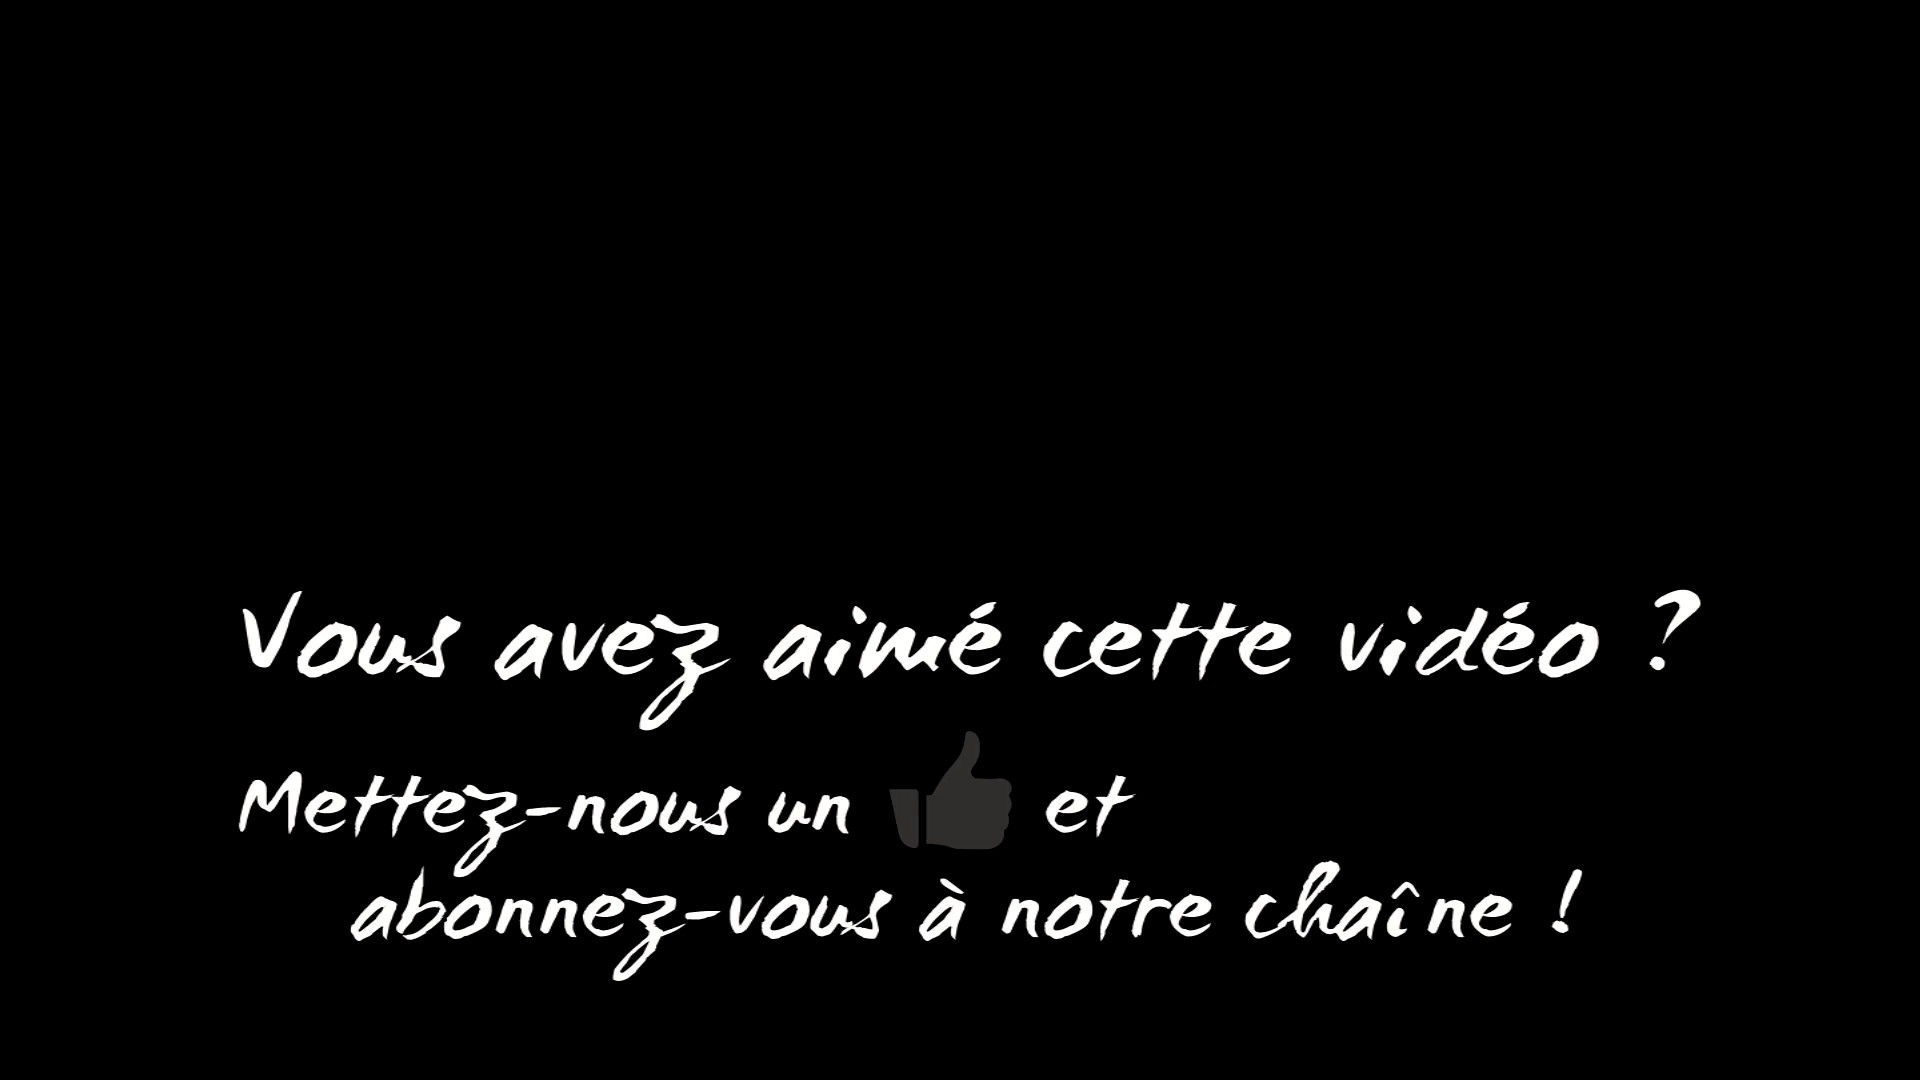 Vous avez aimé cette vidéo ?
Mettez-nous un et
abonnez-vous à notre chaîne !